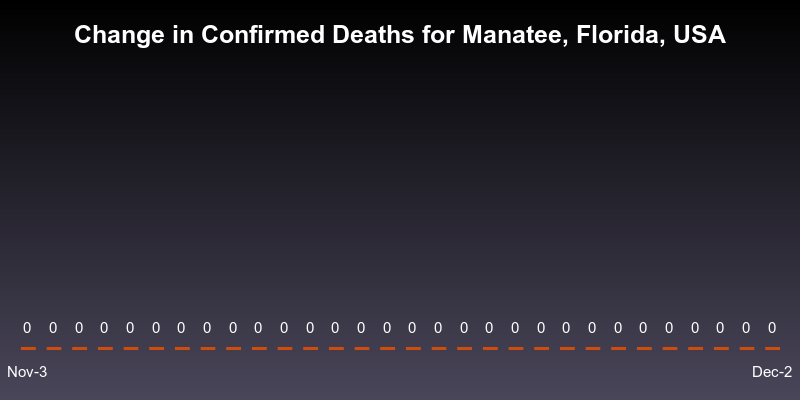 Change in Confirmed Deaths for Manatee, Florida, USA
0 0 0 0 0 0 0 0 0 0 0 0 0 0 0 0 0 0 0 0 0 0 0 0 0 0 0 0 0 0
Nov-3 Dec-2